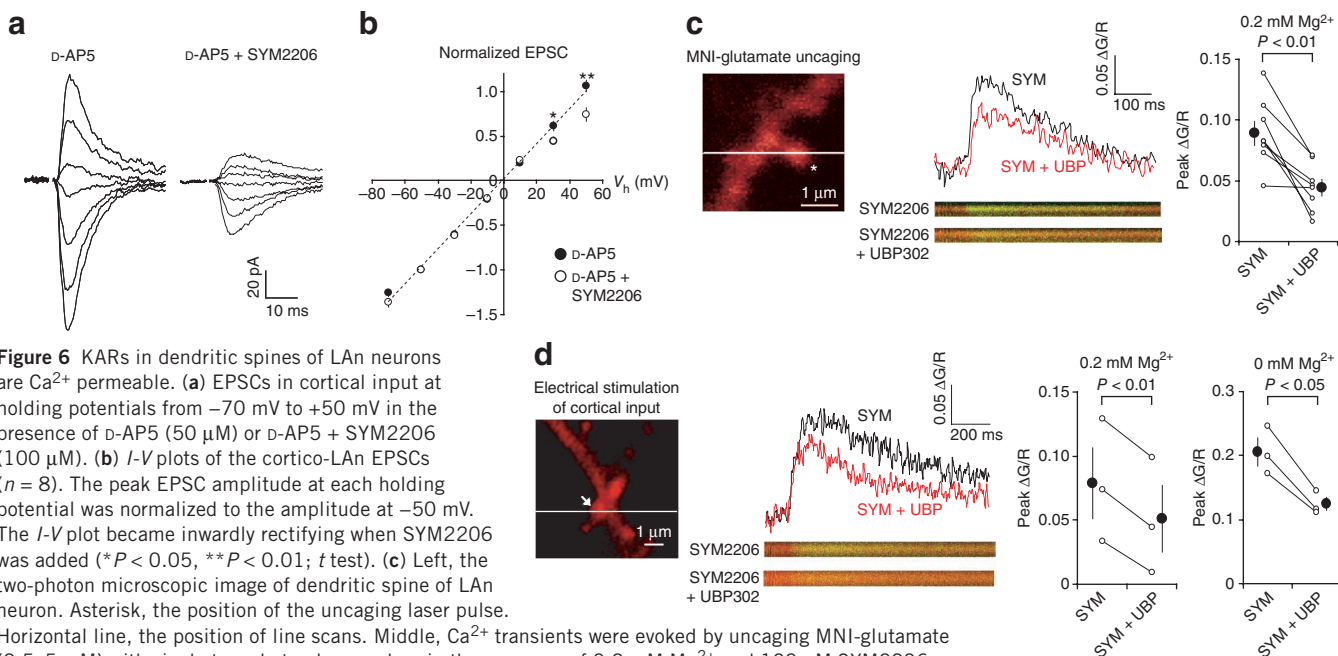 a
D-AP5
D-AP5 + SYM2206
20 pA
10 ms
b
Normalized EPSC
1.0
0.5
−0.5
−1.0
−1.5
−80 −60 −40 −20 0 20 40 60
Vh (mV)
*
**
D-AP5
D-AP5 +
SYM2206
c
MNI-glutamate uncaging
*
1 µm
SYM
SYM + UBP
0.05 ΔG/R
100 ms
SYM2206
SYM2206
+ UBP302
0.2 mM Mg2+
P < 0.01
Peak ΔG/R
0.15
0.10
0.05
0
SYM
SYM + UBP
d
Electrical stimulation
of cortical input
1 µm
SYM
SYM + UBP
0.05 ΔG/R
200 ms
SYM2206
SYM2206
+ UBP302
0.2 mM Mg2+
P < 0.01
Peak ΔG/R
0.15
0.10
0.05
0
SYM
SYM + UBP
0 mM Mg2+
P < 0.05
Peak ΔG/R
0.3
0.2
0.1
0
SYM
SYM + UBP
Figure 6 KARs in dendritic spines of LAn neurons
are Ca2+ permeable. (a) EPSCs in cortical input at
holding potentials from −70 mV to +50 mV in the
presence of D-AP5 (50 µM) or D-AP5 + SYM2206
(100 µM). (b) I-V plots of the cortico-LAn EPSCs
(n = 8). The peak EPSC amplitude at each holding
potential was normalized to the amplitude at −50 mV.
The I-V plot became inwardly rectifying when SYM2206
was added (*P < 0.05, **P < 0.01; t test). (c) Left, the
two-photon microscopic image of dendritic spine of LAn
neuron. Asterisk, the position of the uncaging laser pulse.
Horizontal line, the position of line scans. Middle, Ca2+ transients were evoked by uncaging MNI-glutamate